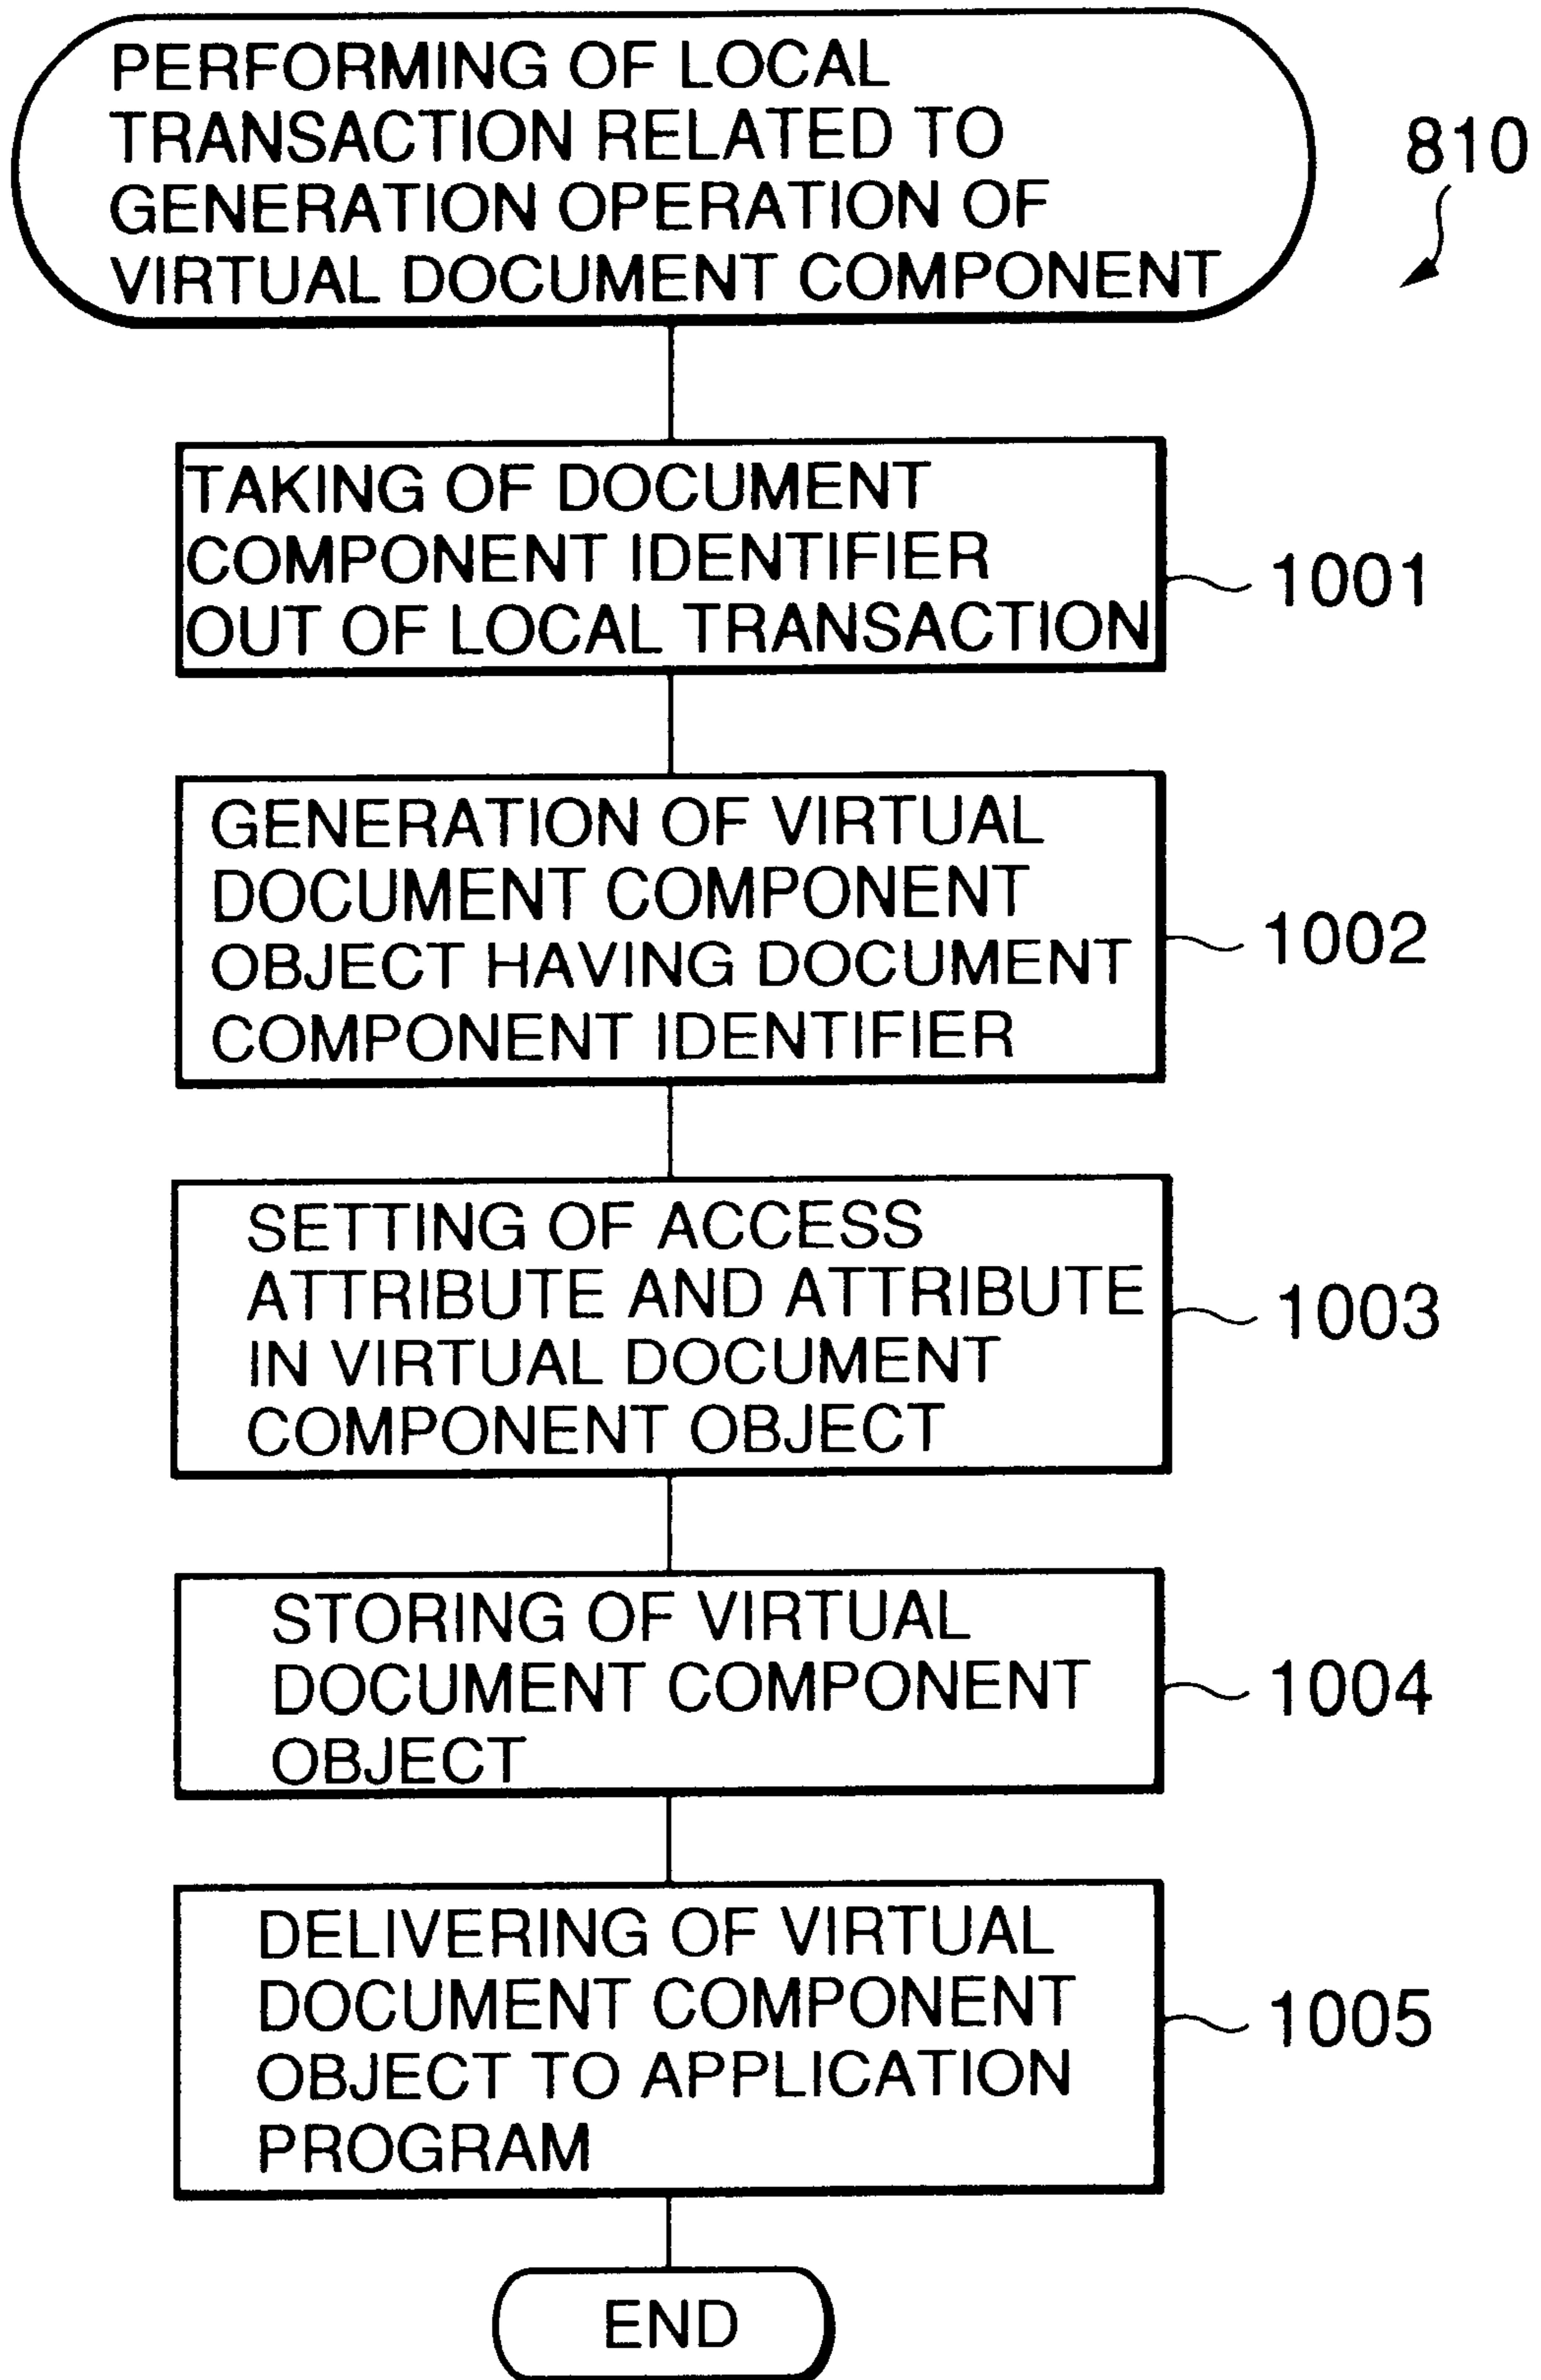 PERFORMING OF LOCAL
TRANSACTION RELATED TO
GENERATION OPERATION OF
VIRTUAL DOCUMENT COMPONENT
810
TAKING OF DOCUMENT
COMPONENT IDENTIFIER
OUT OF LOCAL TRANSACTION
1001
GENERATION OF VIRTUAL
DOCUMENT COMPONENT
OBJECT HAVING DOCUMENT
COMPONENT IDENTIFIER
1002
SETTING OF ACCESS
ATTRIBUTE AND ATTRIBUTE
IN VIRTUAL DOCUMENT
COMPONENT OBJECT
1003
STORING OF VIRTUAL
DOCUMENT COMPONENT
OBJECT
1004
DELIVERING OF VIRTUAL
DOCUMENT COMPONENT
OBJECT TO APPLICATION
PROGRAM
1005
END